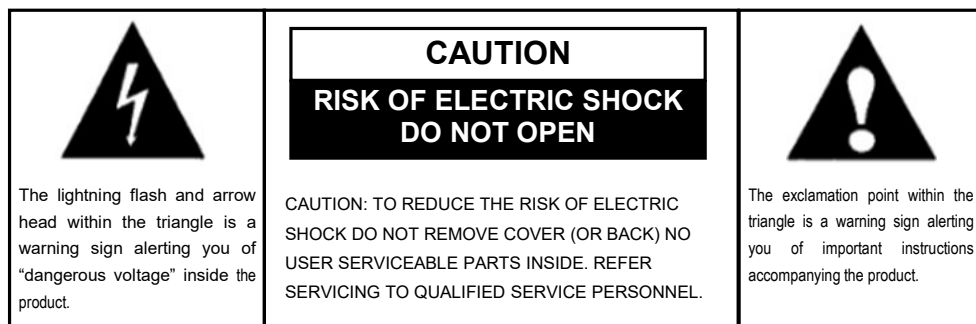 The lightning flash and arrow
head within the triangle is a
warning sign alerting you of
“dangerous voltage” inside the
product.
CAUTION
RISK OF ELECTRIC SHOCK
DO NOT OPEN
CAUTION: TO REDUCE THE RISK OF ELECTRIC
SHOCK DO NOT REMOVE COVER (OR BACK) NO
USER SERVICEABLE PARTS INSIDE. REFER
SERVICING TO QUALIFIED SERVICE PERSONNEL.
The exclamation point within the
triangle is a warning sign alerting
you of important instructions
accompanying the product.